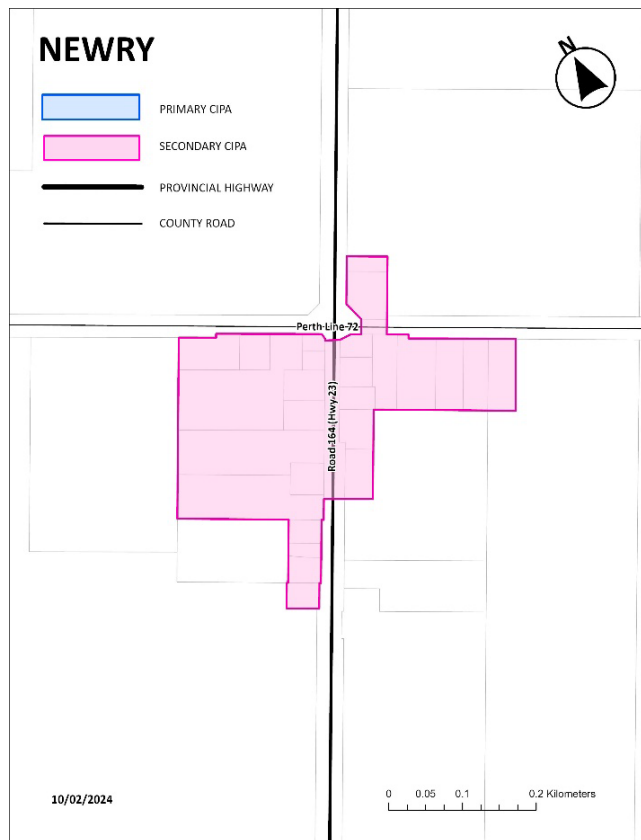 NEWRY
N
PRIMARY CIPA
SECONDARY CIPA
PROVINCIAL HIGHWAY
COUNTY ROAD
Perth Line 72
Road 164 (Hwy 23)
10/02/2024
0 0.05 0.1 0.2 Kilometers